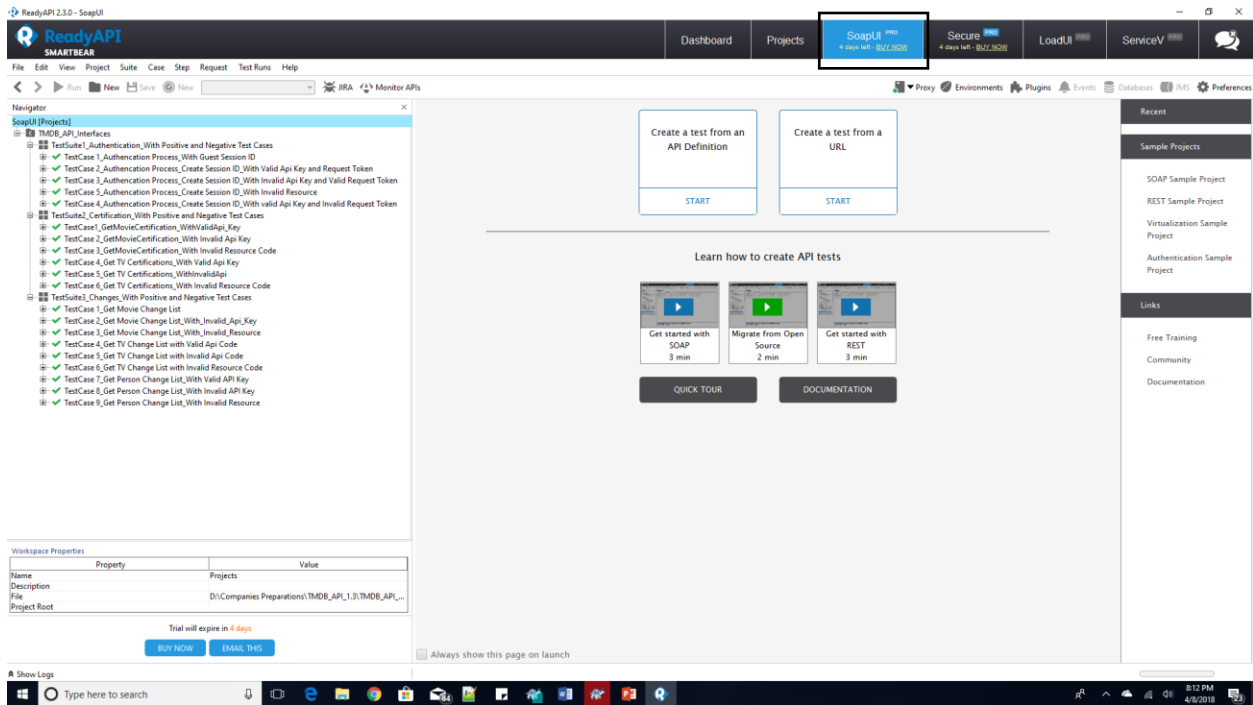 ReadyAPI 2.3.0 - SoapUI
ReadyAPI
SMARTBEAR
Dashboard
Projects
SoapUI PRO
4 days left - BUY NOW
Secure PRO
4 days left - BUY NOW
LoadUI PRO
ServiceV PRO
File Edit View Project Suite Case Step Request Test Runs Help
Run New Save New JIRA Monitor APIs Proxy Environments Plugins Events Databases JMS Preferences
Navigator
SoapUI [Projects]
TMDB_API_Interfaces
TestSuite1_Authentication_With Positive and Negative Test Cases
TestCase 1_Authencation Process_With Guest Session ID
TestCase 2_Authencation Process_Create Session ID_With Valid Api Key and Request Token
TestCase 3_Authencation Process_Create Session ID_With Invalid Api Key and Valid Request Token
TestCase 5_Authencation Process_Create Session ID_With Invalid Resource
TestCase 4_Authencation Process_Create Session ID_With valid Api Key and Invalid Request Token
TestSuite2_Certification_With Positive and Negative Test Cases
TestCase1_GetMovieCertification_WithValidApi_Key
TestCase 2_GetMovieCertification_With Invalid Api Key
TestCase 3_GetMovieCertification_With Invalid Resource Code
TestCase 4_Get TV Certifications_With Valid Api Key
TestCase 5_Get TV Certifications_WithInvalidApi
TestCase 6_Get TV Certifications_With Invalid Resource Code
TestSuite3_Changes_With Positive and Negative Test Cases
TestCase 1_Get Movie Change List
TestCase 2_Get Movie Change List_With_Invalid_Api_Key
TestCase 3_Get Movie Change List_With_Invalid_Resource
TestCase 4_Get TV Change List with Valid Api Code
TestCase 5_Get TV Change List with Invalid Api Code
TestCase 6_Get TV Change List with Invalid Resource Code
TestCase 7_Get Person Change List_With Valid API Key
TestCase 8_Get Person Change List_With Invalid API Key
TestCase 9_Get Person Change List_With Invalid Resource
Workspace Properties
Property Value
Name Projects
Description
File D:\Companies Preparations\TMDB_API_1.3\TMDB_API_...
Project Root
Trial will expire in 4 days
BUY NOW EMAIL THIS
Show Logs
Create a test from an
API Definition
START
Create a test from a
URL
START
Learn how to create API tests
Get started with
SOAP
3 min
Migrate from Open
Source
2 min
Get started with
REST
3 min
QUICK TOUR
DOCUMENTATION
Always show this page on launch
Recent
Sample Projects
SOAP Sample Project
REST Sample Project
Virtualization Sample
Project
Authentication Sample
Project
Links
Free Training
Community
Documentation
Type here to search
8:12 PM
4/8/2018